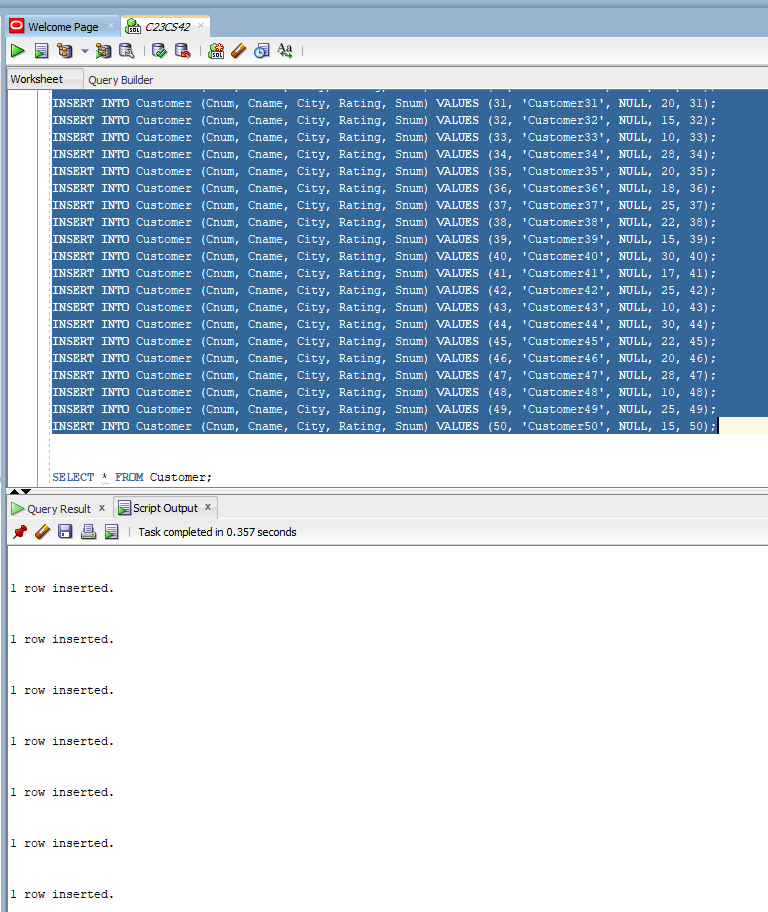 Welcome Page
C23CS42
Worksheet Query Builder
INSERT INTO Customer (Cnum, Cname, City, Rating, Snum) VALUES (31, 'Customer31', NULL, 20, 31);
INSERT INTO Customer (Cnum, Cname, City, Rating, Snum) VALUES (32, 'Customer32', NULL, 15, 32);
INSERT INTO Customer (Cnum, Cname, City, Rating, Snum) VALUES (33, 'Customer33', NULL, 10, 33);
INSERT INTO Customer (Cnum, Cname, City, Rating, Snum) VALUES (34, 'Customer34', NULL, 28, 34);
INSERT INTO Customer (Cnum, Cname, City, Rating, Snum) VALUES (35, 'Customer35', NULL, 20, 35);
INSERT INTO Customer (Cnum, Cname, City, Rating, Snum) VALUES (36, 'Customer36', NULL, 18, 36);
INSERT INTO Customer (Cnum, Cname, City, Rating, Snum) VALUES (37, 'Customer37', NULL, 25, 37);
INSERT INTO Customer (Cnum, Cname, City, Rating, Snum) VALUES (38, 'Customer38', NULL, 22, 38);
INSERT INTO Customer (Cnum, Cname, City, Rating, Snum) VALUES (39, 'Customer39', NULL, 15, 39);
INSERT INTO Customer (Cnum, Cname, City, Rating, Snum) VALUES (40, 'Customer40', NULL, 30, 40);
INSERT INTO Customer (Cnum, Cname, City, Rating, Snum) VALUES (41, 'Customer41', NULL, 17, 41);
INSERT INTO Customer (Cnum, Cname, City, Rating, Snum) VALUES (42, 'Customer42', NULL, 25, 42);
INSERT INTO Customer (Cnum, Cname, City, Rating, Snum) VALUES (43, 'Customer43', NULL, 10, 43);
INSERT INTO Customer (Cnum, Cname, City, Rating, Snum) VALUES (44, 'Customer44', NULL, 30, 44);
INSERT INTO Customer (Cnum, Cname, City, Rating, Snum) VALUES (45, 'Customer45', NULL, 22, 45);
INSERT INTO Customer (Cnum, Cname, City, Rating, Snum) VALUES (46, 'Customer46', NULL, 20, 46);
INSERT INTO Customer (Cnum, Cname, City, Rating, Snum) VALUES (47, 'Customer47', NULL, 28, 47);
INSERT INTO Customer (Cnum, Cname, City, Rating, Snum) VALUES (48, 'Customer48', NULL, 10, 48);
INSERT INTO Customer (Cnum, Cname, City, Rating, Snum) VALUES (49, 'Customer49', NULL, 25, 49);
INSERT INTO Customer (Cnum, Cname, City, Rating, Snum) VALUES (50, 'Customer50', NULL, 15, 50);
SELECT * FROM Customer;
Query Result x Script Output x
Task completed in 0.357 seconds
1 row inserted.
1 row inserted.
1 row inserted.
1 row inserted.
1 row inserted.
1 row inserted.
1 row inserted.